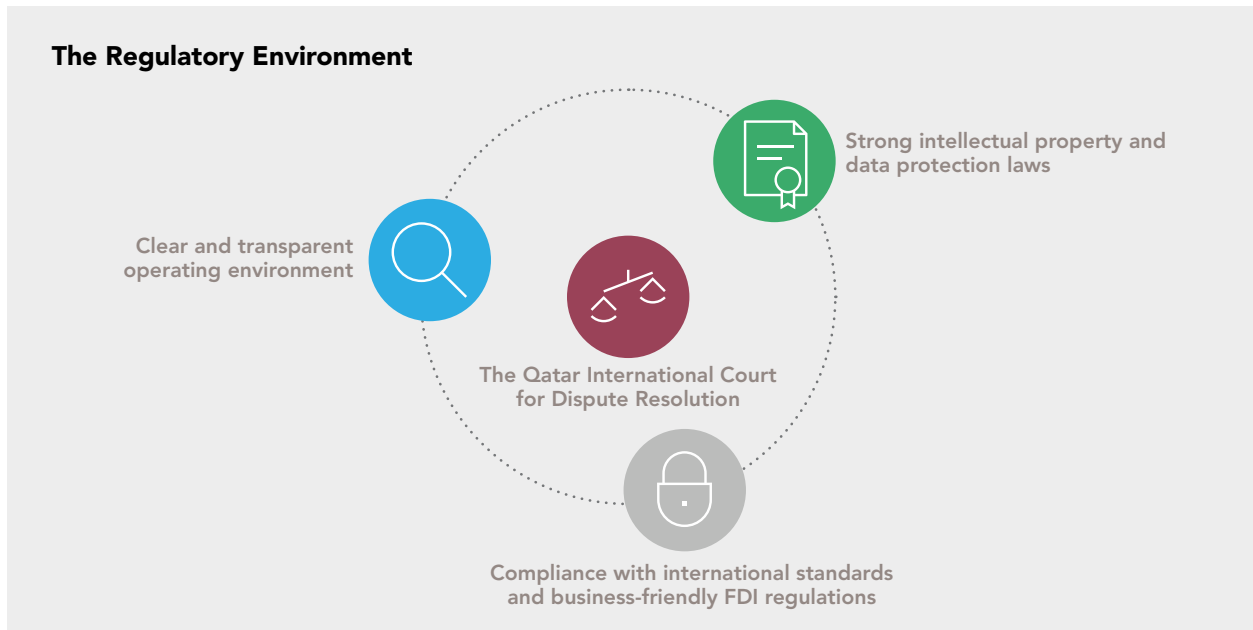 The Regulatory Environment
Strong intellectual property and
data protection laws
Clear and transparent
operating environment
The Qatar International Court
for Dispute Resolution
Compliance with international standards
and business-friendly FDI regulations